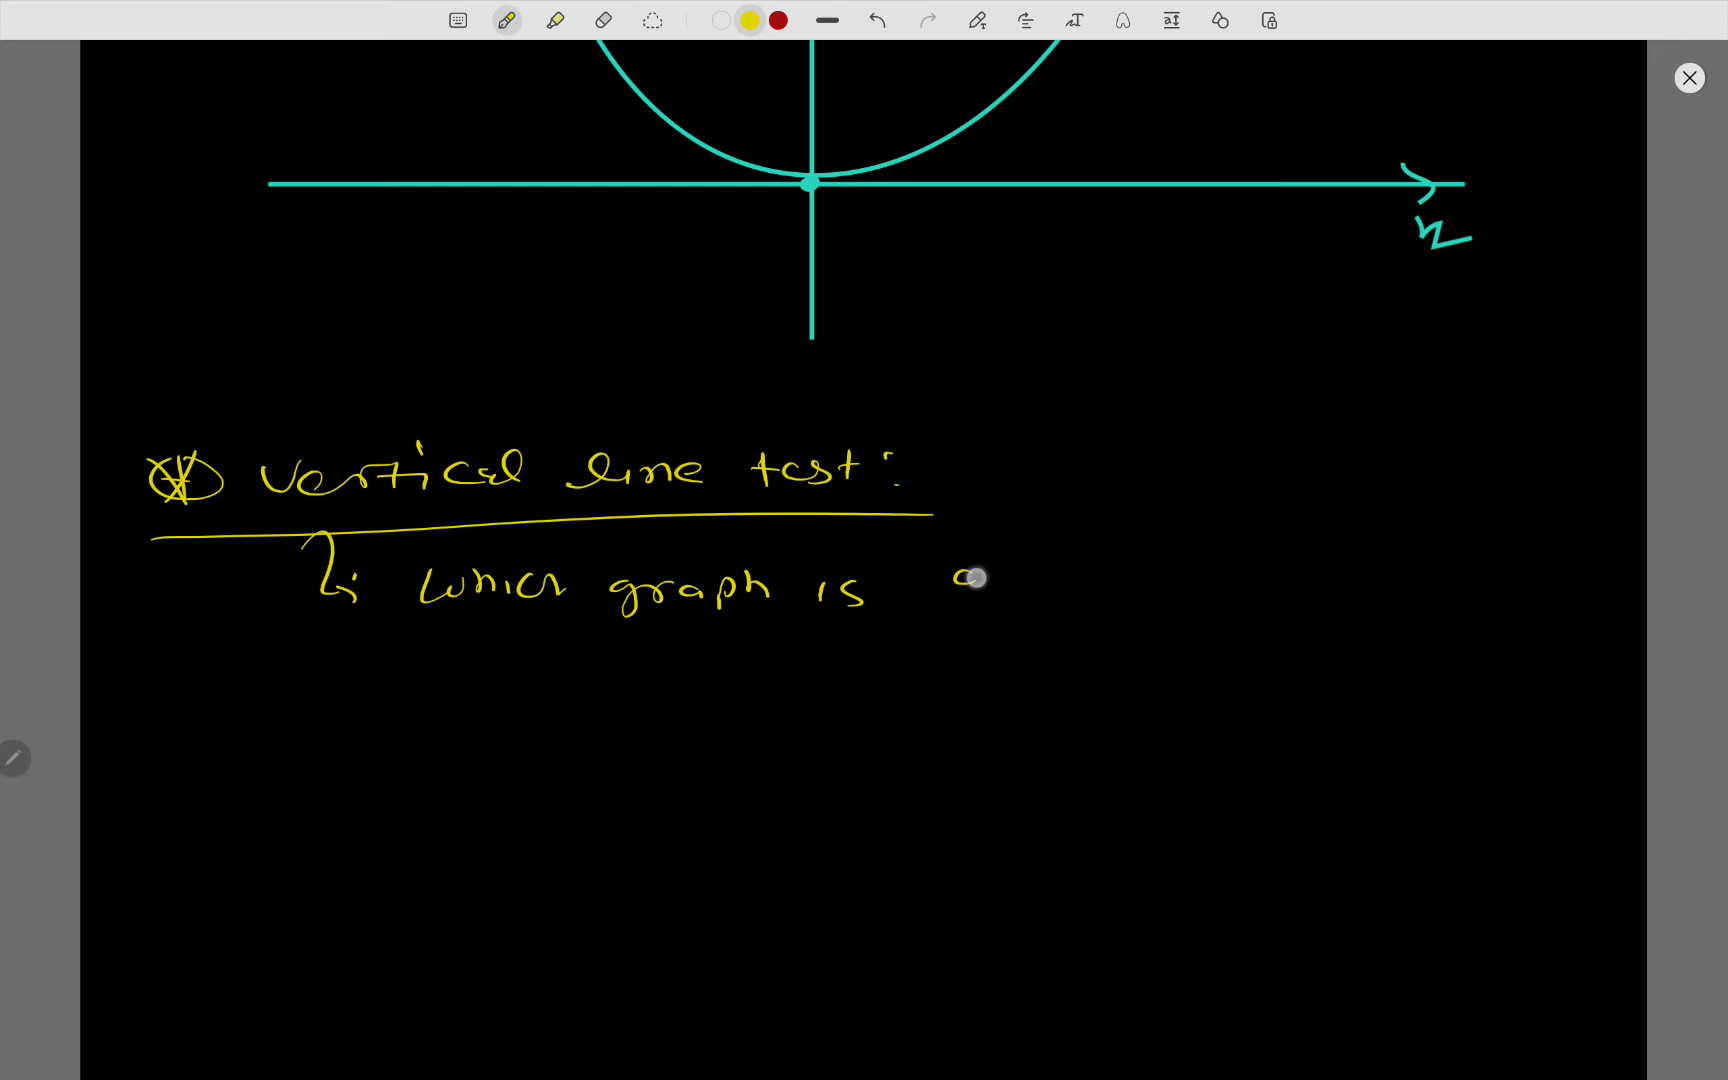 x
Vertical line test:
which graph is a